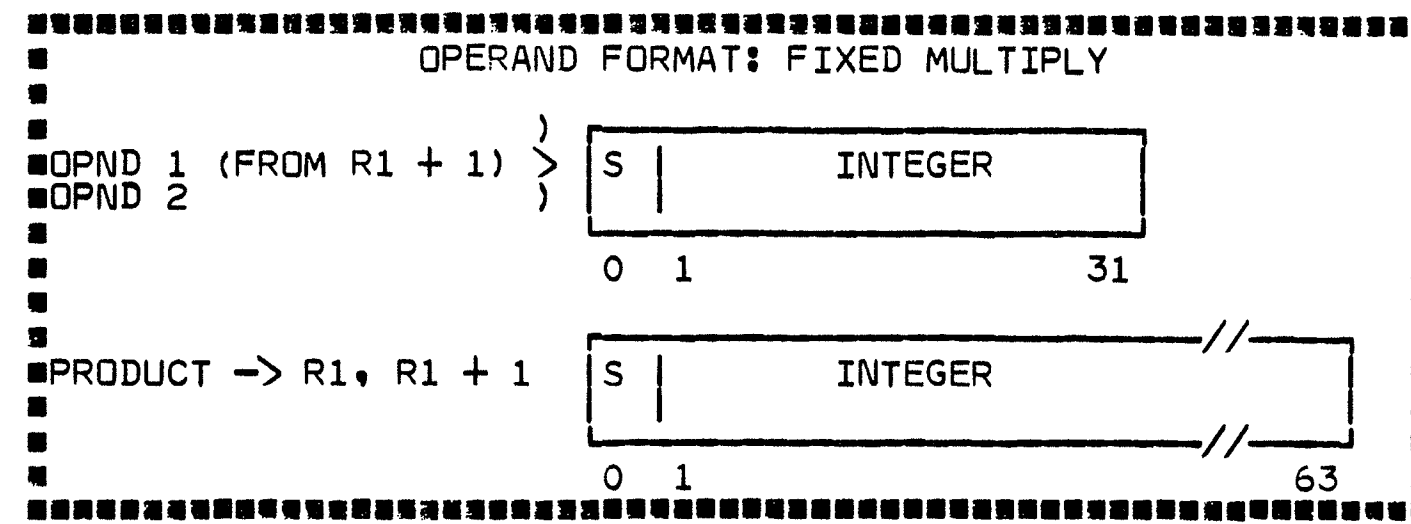 OPERAND FORMAT: FIXED MULTIPLY
)
OPND 1 (FROM R1 + 1) > S | INTEGER
OPND 2 )
0 1 31
//
PRODUCT -> R1, R1 + 1 S | INTEGER
//
0 1 63